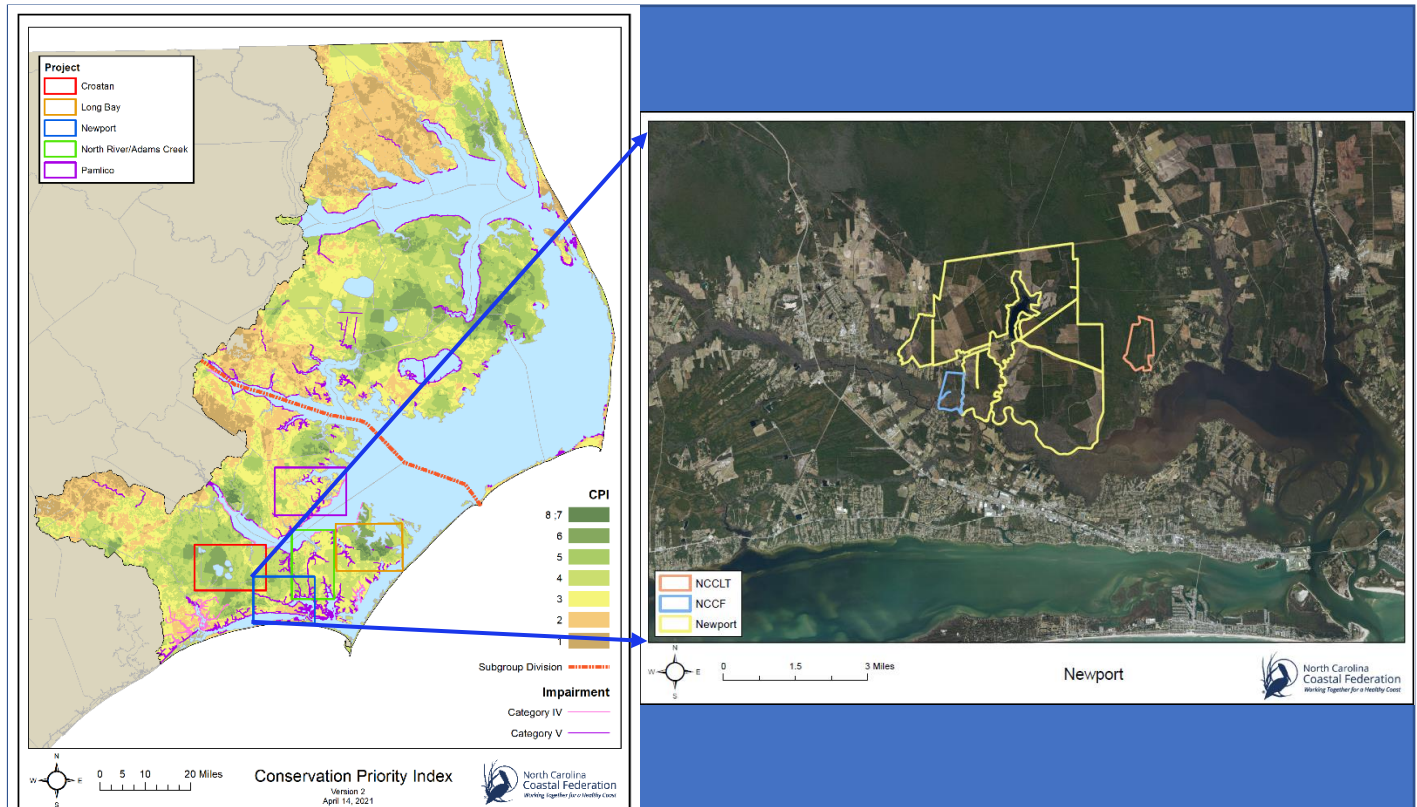 Project
Croatan
Long Bay
Newport
North River/Adams Creek
Pamlico
CPI
8 ;7
6
5
4
3
2
1
Subgroup Division
Impairment
Category IV
Category V
N
W E
S
0 5 10 20 Miles
Conservation Priority Index
Version 2
April 14, 2021
North Carolina
Coastal Federation
Working Together for a Healthy Coast
NCCLT
NCCF
Newport
N
W E
S
0 1.5 3 Miles
Newport
North Carolina
Coastal Federation
Working Together for a Healthy Coast